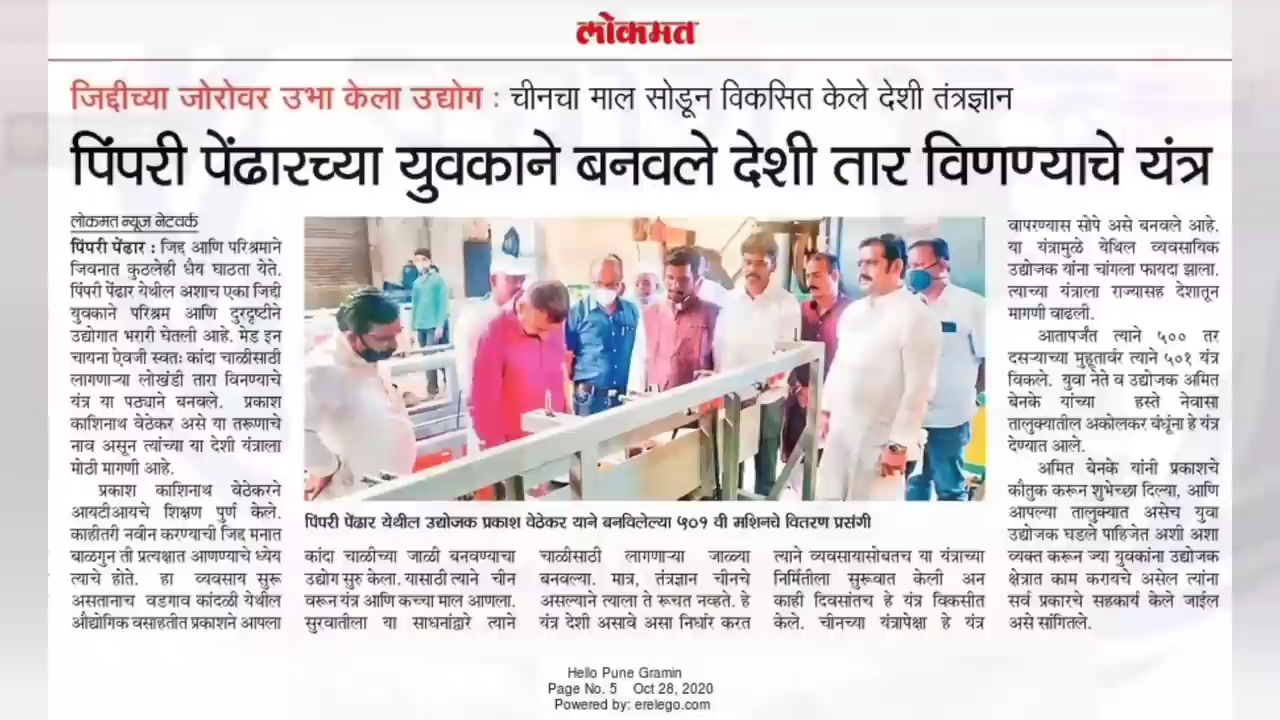 लोकमत
जिद्दीच्या जोरोवर उभा केला उद्योग : चीनचा माल सोडून विकसित केले देशी तंत्रज्ञान
पिंपरी पेंढारच्या युवकाने बनवले देशी तार विणण्याचे यंत्र
लोकमत न्यूज नेटवर्क
पिंपरी पेंढार : जिद्द आणि परिश्रमाने
जिवनात कुठलेही धैय घाठता येते.
पिंपरी पेंढार येथील अशाच एका जिद्दी
युवकाने परिश्रम आणि दुरदृष्टीने
उद्योगात भरारी घेतली आहे. मेड इन
चायना ऐवजी स्वतः कांदा चाळीसाठी
लागणाऱ्या लोखंडी तारा विनण्याचे
यंत्र या पठ्याने बनवले. प्रकाश
काशिनाथ वेठेकर असे या तरूणाचे
नाव असून त्यांच्या या देशी यंत्राला
मोठी मागणी आहे.
प्रकाश काशिनाथ वेठेकरने
आयटीआयचे शिक्षण पुर्ण केले.
काहीतरी नवीन करण्याची जिद्द मनात
बाळगुन ती प्रत्यक्षात आणण्याचे ध्येय
त्याचे होते. हा व्यवसाय सुरू
असतानाच वडगाव कांदळी येथील
औद्योगिक वसाहतीत प्रकाशने आपला
पिंपरी पेंढार येथील उद्योजक प्रकाश वेठेकर याने बनविलेल्या ५०१ वी मशिनचे वितरण प्रसंगी
कांदा चाळीच्या जाळी बनवण्याचा
उद्योग सुरु केला. यासाठी त्याने चीन
वरून यंत्र आणि कच्चा माल आणला.
सुरवातीला या साधनांद्वारे त्याने
चाळीसाठी लागणाऱ्या जाळ्या
बनवल्या. मात्र, तंत्रज्ञान चीनचे
असल्याने त्याला ते रूचत नव्हते. हे
यंत्र देशी असावे असा निर्धार करत
त्याने व्यवसायासोबतच या यंत्राच्या
निर्मितीला सुरूवात केली अन
काही दिवसांतच हे यंत्र विकसीत
केले. चीनच्या यंत्रापेक्षा हे यंत्र
वापरण्यास सोपे असे बनवले आहे.
या यंत्रामुळे येथिल व्यवसायिक
उद्योजक यांना चांगला फायदा झाला.
त्याच्या यंत्राला राज्यासह देशातून
मागणी वाढली.
आतापर्जंत त्याने ५०० तर
दसऱ्याच्या मुहूतार्वर त्याने ५०१ यंत्र
विकले. युवा नेते व उद्योजक अमित
बेनके यांच्या हस्ते नेवासा
तालुक्यातील अकोलकर बंधूंना हे यंत्र
देण्यात आले.
अमित बेनके यांनी प्रकाशचे
कौतुक करून शुभेच्छा दिल्या, आणि
आपल्या तालुक्यात असेच युवा
उद्योजक घडले पाहिजेत अशी अशा
व्यक्त करून ज्या युवकांना उद्योजक
क्षेत्रात काम करायचे असेल त्यांना
सर्व प्रकारचे सहकार्य केले जाईल
असे सांगितले.
Hello Pune Gramin
Page No. 5 Oct 28, 2020
Powered by: erelego.com